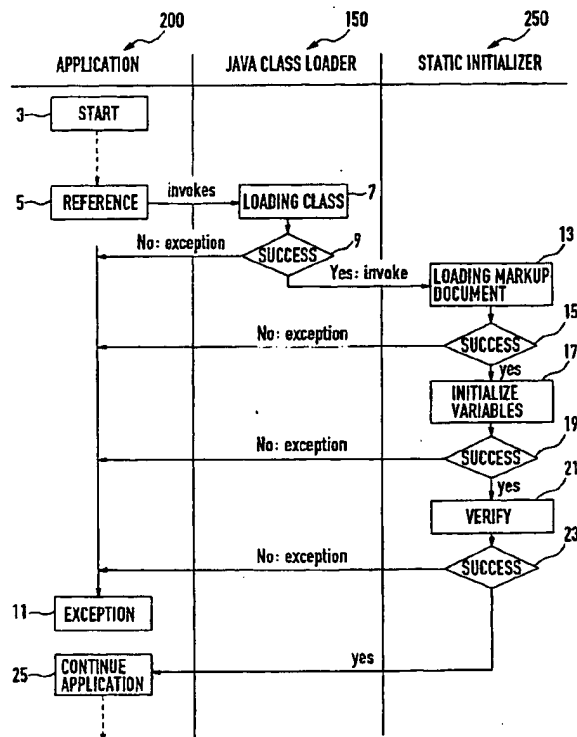 200
150
250
APPLICATION
JAVA CLASS LOADER
STATIC INITIALIZER
3
START
5
REFERENCE
invokes
LOADING CLASS
7
No: exception
SUCCESS
9
Yes: invoke
13
LOADING MARKUP
DOCUMENT
No: exception
SUCCESS
15
yes
17
INITIALIZE
VARIABLES
No: exception
SUCCESS
19
yes
21
VERIFY
No: exception
SUCCESS
23
11
EXCEPTION
yes
25
CONTINUE
APPLICATION